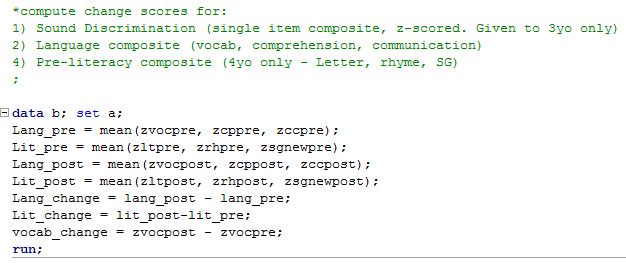 *compute change scores for:
1) Sound Discrimination (single item composite, z-scored. Given to 3yo only)
2) Language composite (vocab, comprehension, communication)
4) Pre-literacy composite (4yo only - Letter, rhyme, SG)
;
data b; set a;
Lang_pre = mean(zvocpre, zcppre, zccpre);
Lit_pre = mean(zltpre, zrhpre, zsgnewpre);
Lang_post = mean(zvocpost, zcppost, zccpost);
Lit_post = mean(zltpost, zrhpost, zsgnewpost);
Lang_change = lang_post - lang_pre;
Lit_change = lit_post-lit_pre;
vocab_change = zvocpost - zvocpre;
run;